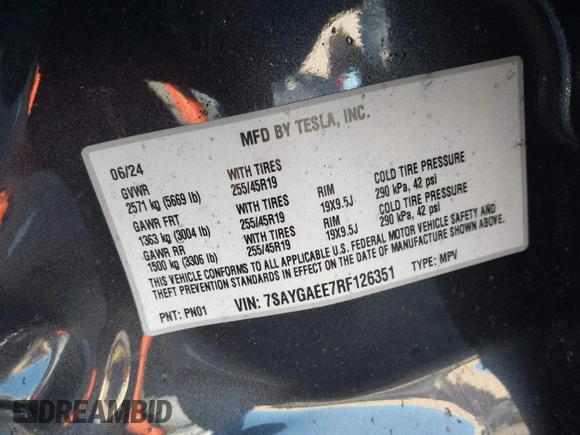 MFD BY TESLA, INC.
06/24
GVWR WITH TIRES RIM COLD TIRE PRESSURE
2571 kg (5669 lb) 255/45R19 19X9.5J 290 kPa, 42 psi
GAWR FRT WITH TIRES RIM COLD TIRE PRESSURE
1363 kg (3004 lb) 255/45R19 19X9.5J 290 kPa, 42 psi
GAWR RR WITH TIRES
1500 kg (3306 lb) 255/45R19
THIS VEHICLE CONFORMS TO ALL APPLICABLE U.S. FEDERAL MOTOR VEHICLE SAFETY AND
THEFT PREVENTION STANDARDS IN EFFECT ON THE DATE OF MANUFACTURE SHOWN ABOVE.
PNT: PN01 VIN: 7SAYGAEE7RF126351 TYPE: MPV
DREAMBID